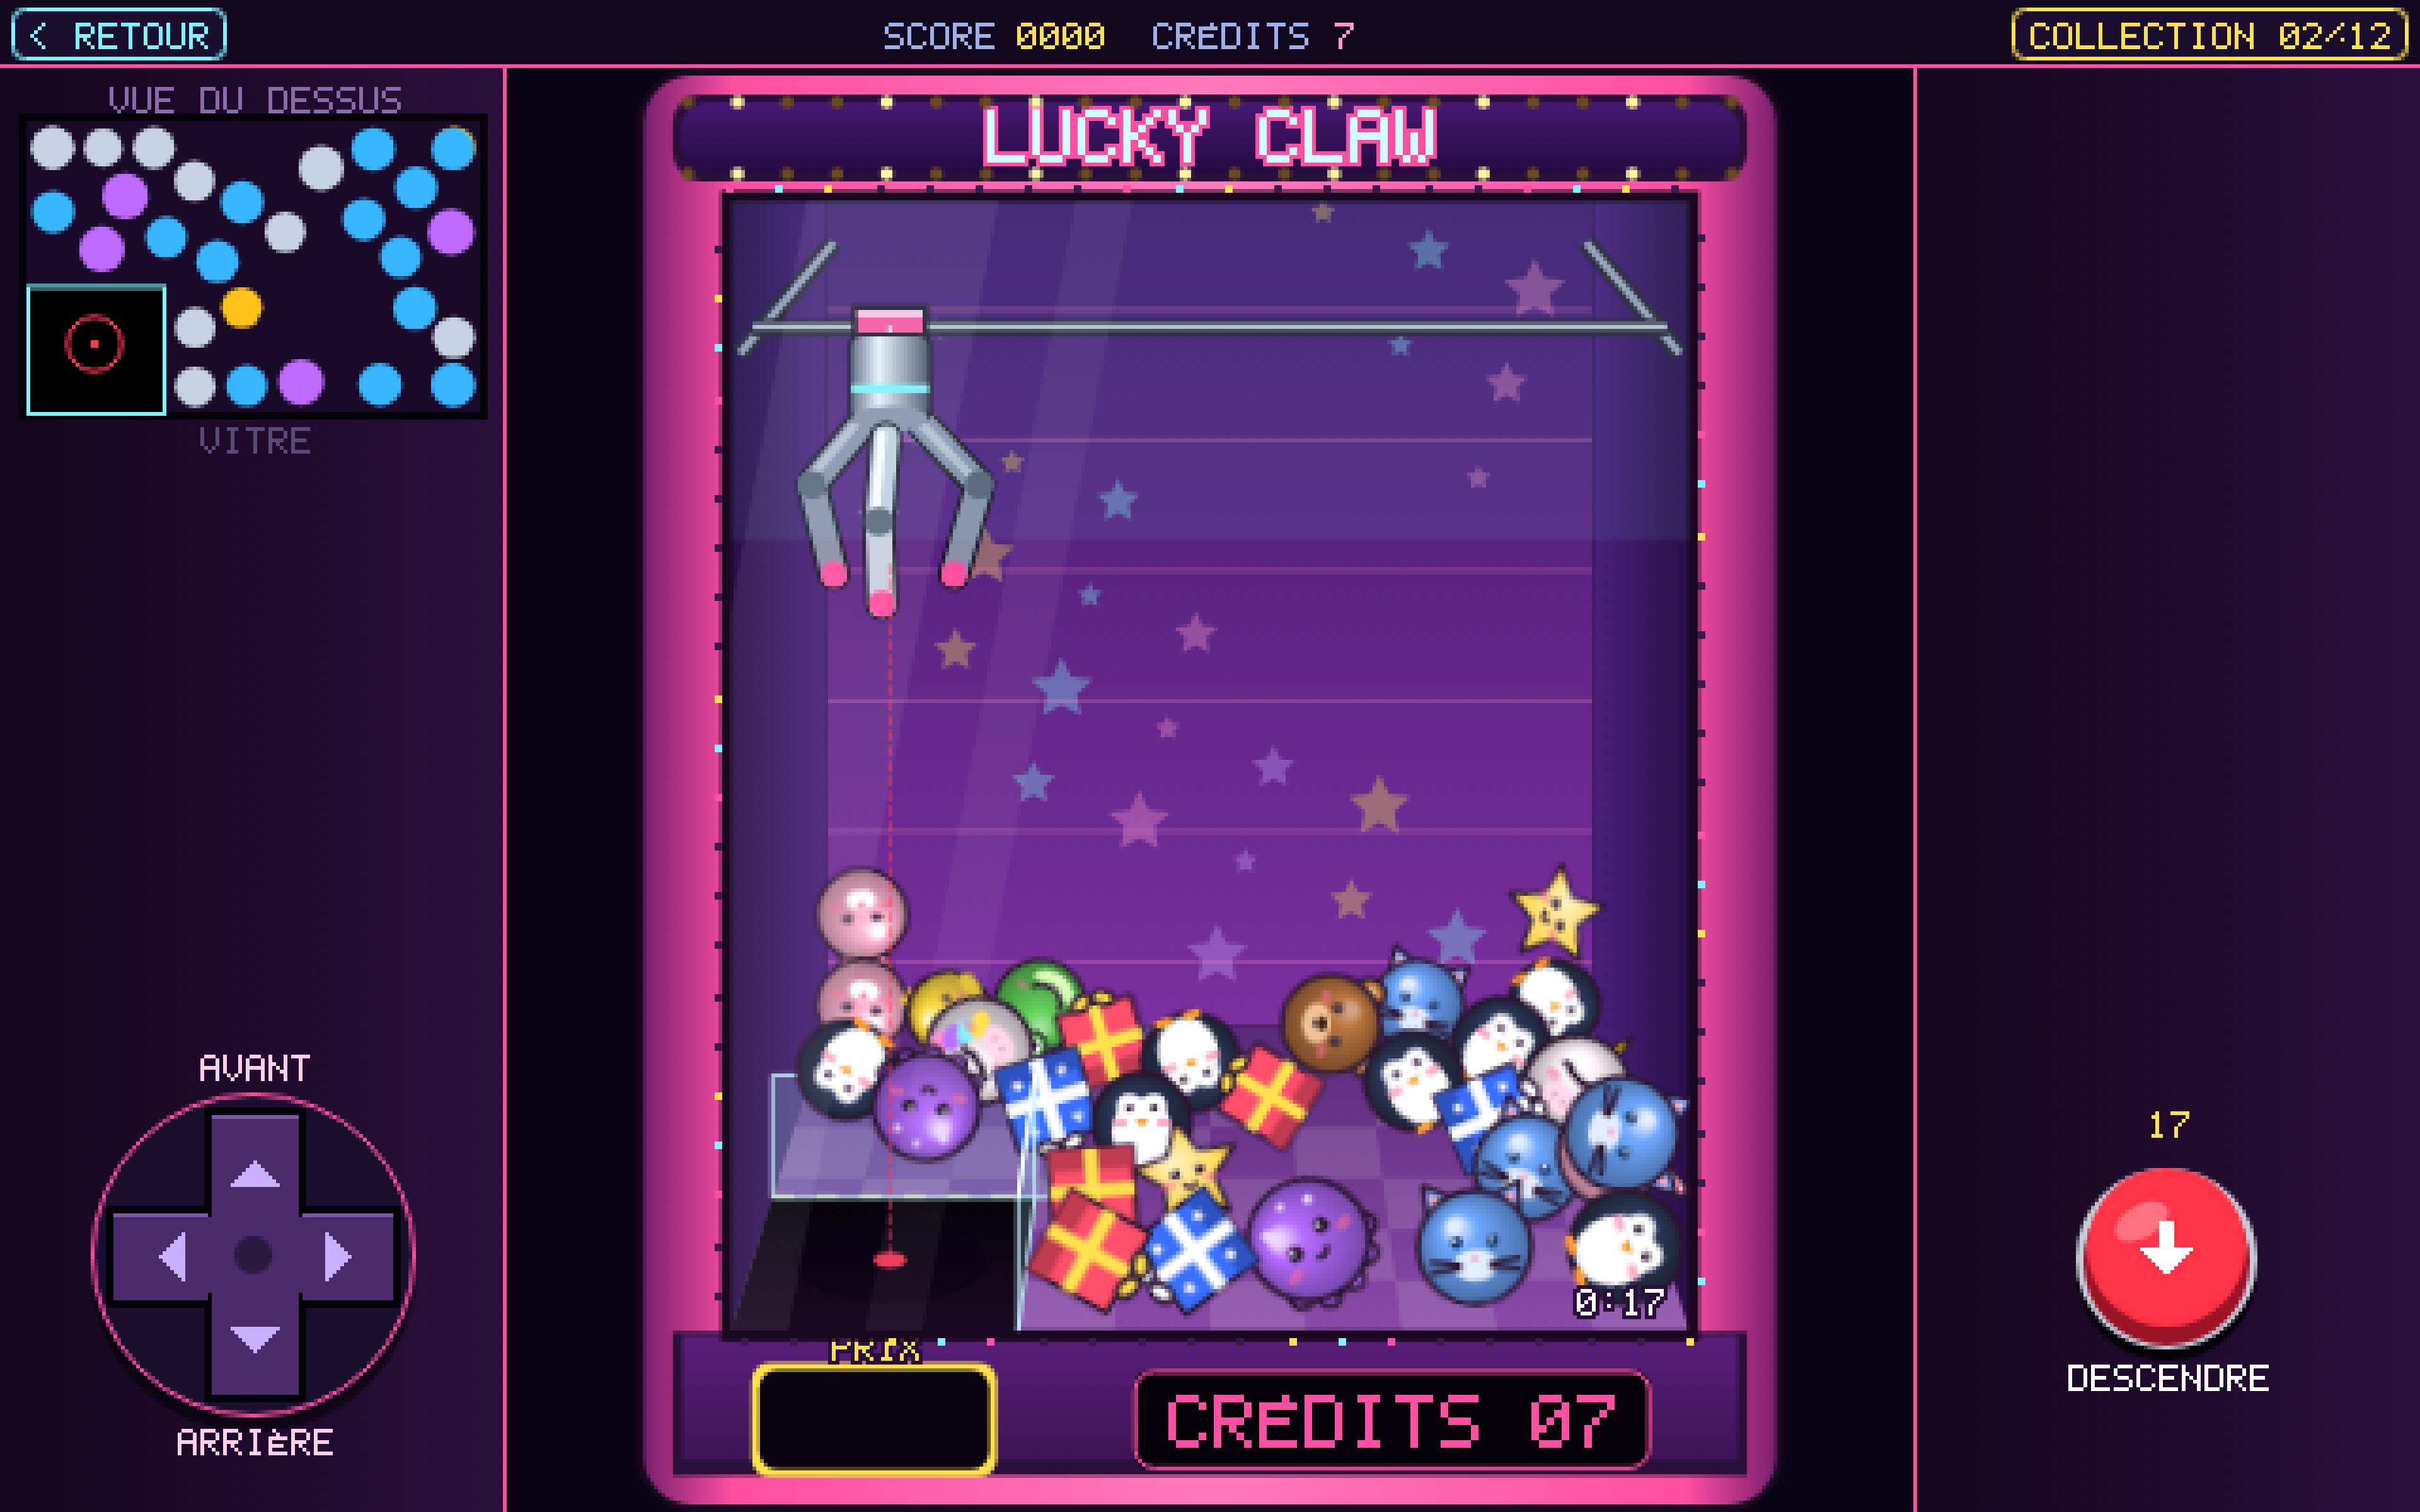 < RETOUR
SCORE 0000 CRÉDITS 7
COLLECTION 02/12
VUE DU DESSUS
VITRE
LUCKY CLAW
AVANT
ARRIÈRE
17
DESCENDRE
0:17
PRIX
CRÉDITS 07